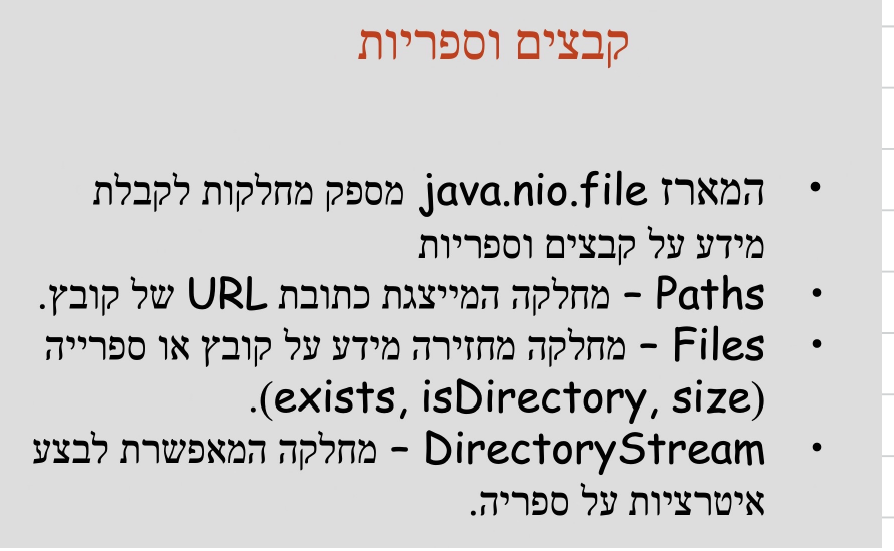 קבצים וספריות
• המארז java.nio.file מספק מחלקות לקבלת
מידע על קבצים וספריות
• Paths – מחלקה המייצגת כתובת URL של קובץ.
• Files – מחלקה מחזירה מידע על קובץ או ספרייה
(exists, isDirectory, size).
• DirectoryStream – מחלקה המאפשרת לבצע
איטרציות על ספריה.